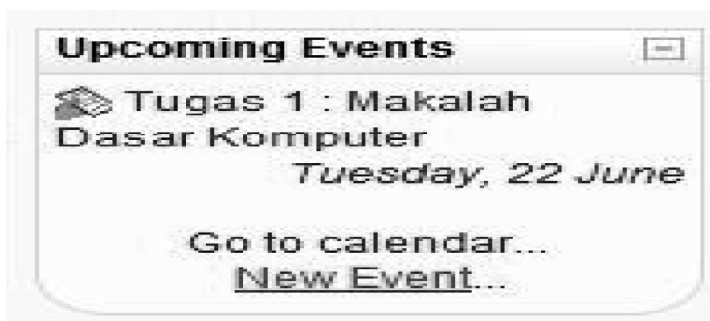 Upcoming Events
Tugas 1 : Makalah
Dasar Komputer
Tuesday, 22 June
Go to calendar...
New Event...